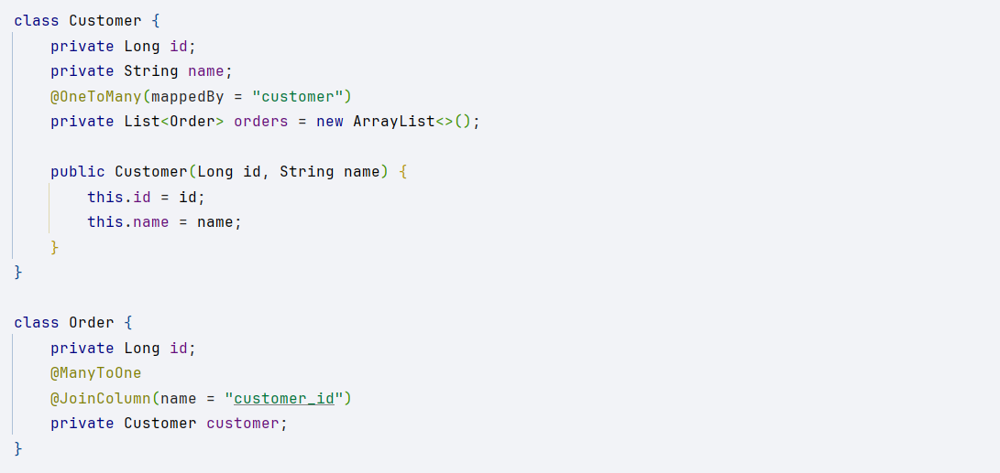 class Customer {
    private Long id;
    private String name;
    @OneToMany(mappedBy = "customer")
    private List<Order> orders = new ArrayList<>();

    public Customer(Long id, String name) {
        this.id = id;
        this.name = name;
    }
}

class Order {
    private Long id;
    @ManyToOne
    @JoinColumn(name = "customer_id")
    private Customer customer;
}